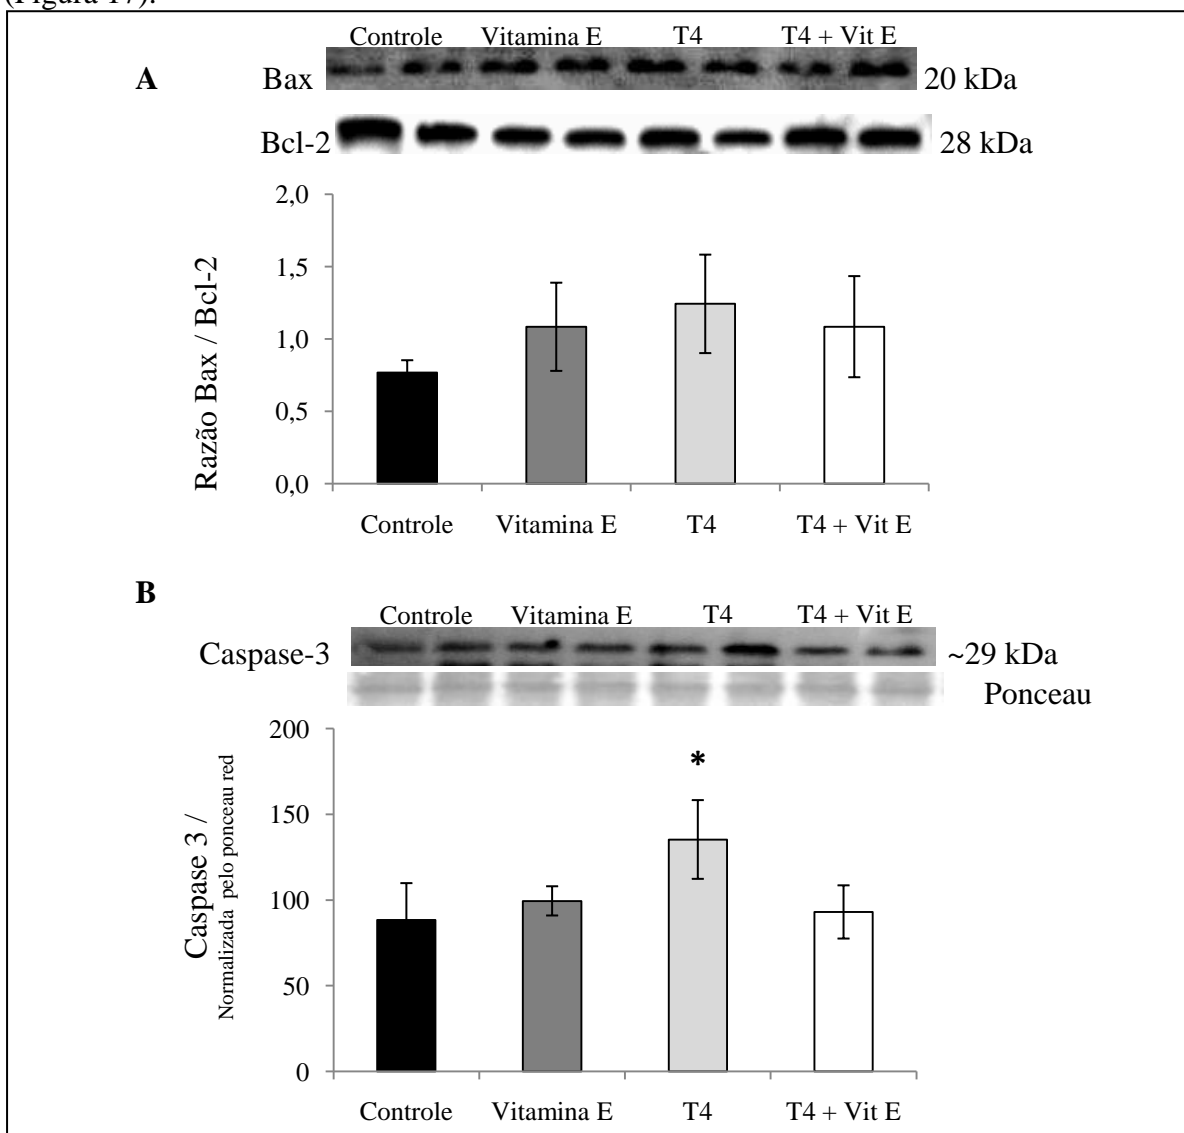 (Figura 17).
Controle Vitamina E T4 T4 + Vit E
A
Bax 20 kDa
Bcl-2 28 kDa
2,0
1,5
1,0
0,5
0,0
Razão Bax / Bcl-2
Controle Vitamina E T4 T4 + Vit E
B
Controle Vitamina E T4 T4 + Vit E
Caspase-3 ~29 kDa
Ponceau
200
150
100
50
0
*
Caspase 3 /
Normalizada pelo ponceau red
Controle Vitamina E T4 T4 + Vit E